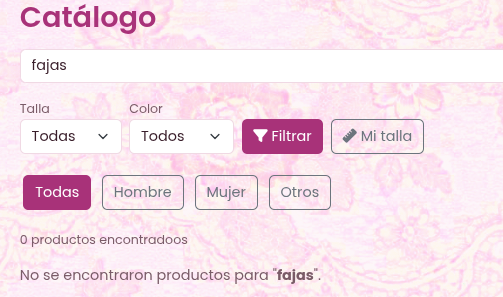 Catálogo
fajas
Talla Color
Todas Todos Filtrar Mi talla
Todas Hombre Mujer Otros
0 productos encontradoos
No se encontraron productos para "fajas".